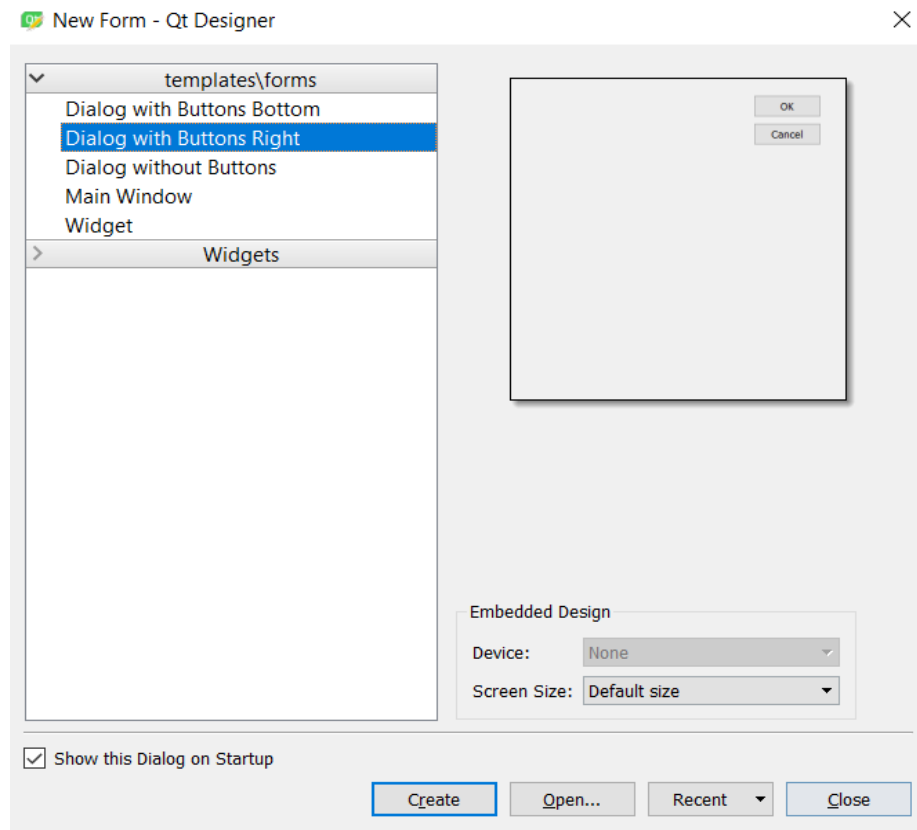 New Form - Qt Designer
templates\forms
Dialog with Buttons Bottom
Dialog with Buttons Right
Dialog without Buttons
Main Window
Widget
Widgets
OK
Cancel
Embedded Design
Device: None
Screen Size: Default size
Show this Dialog on Startup
Create Open... Recent Close